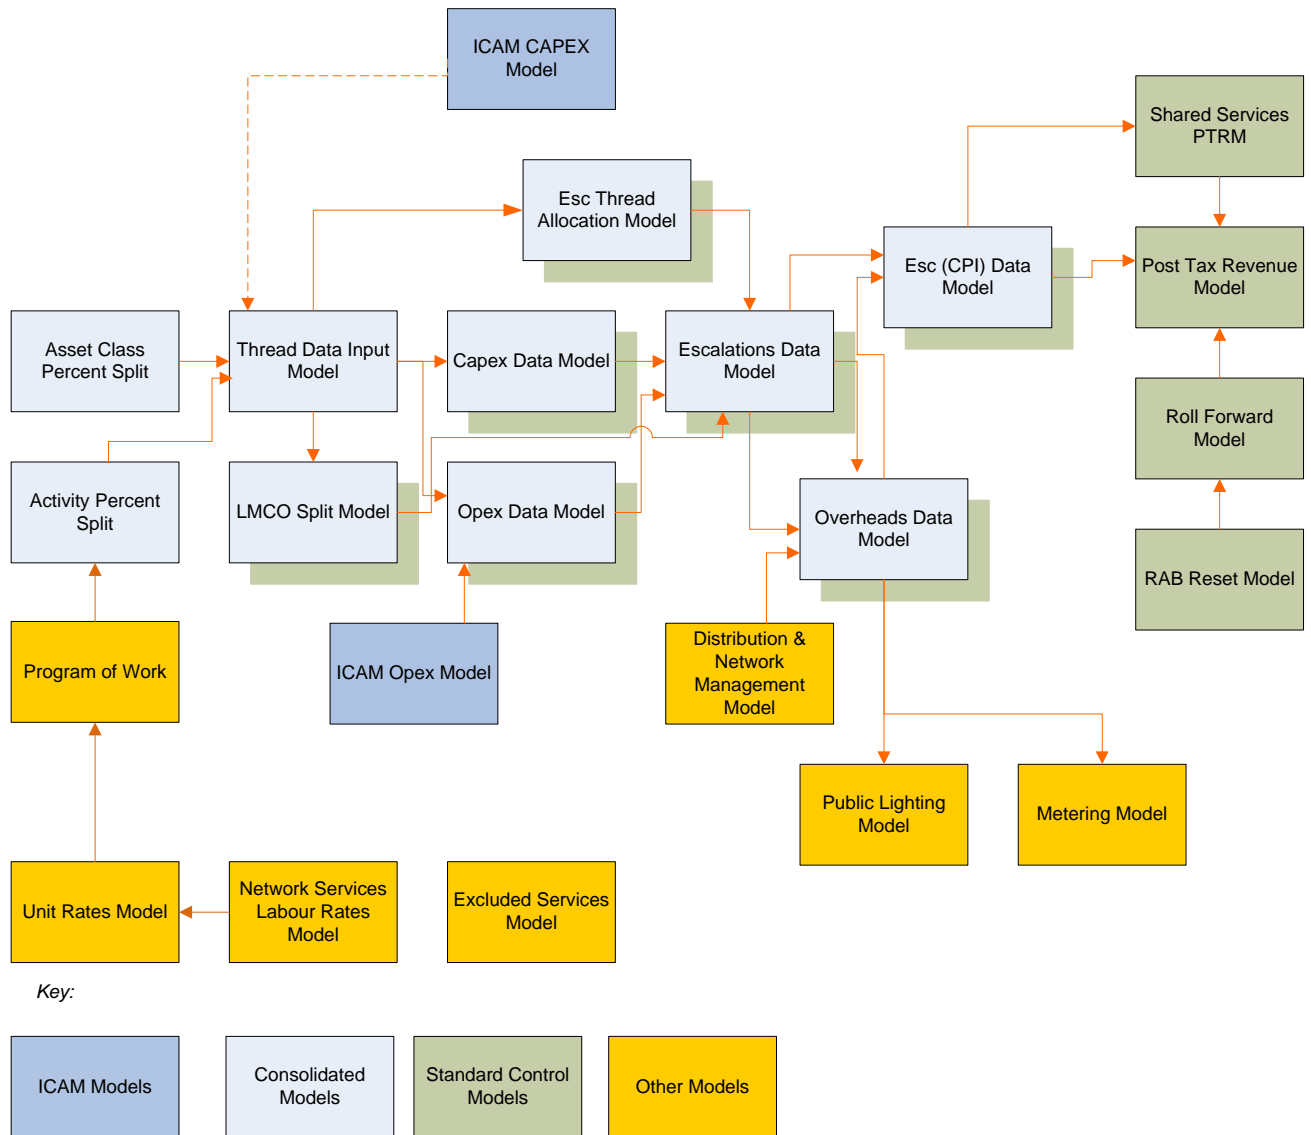 ICAM CAPEX
Model
Shared Services
PTRM
Esc Thread
Allocation Model
Esc (CPI) Data
Model
Post Tax Revenue
Model
Asset Class
Percent Split
Thread Data Input
Model
Capex Data Model
Escalations Data
Model
Roll Forward
Model
Activity Percent
Split
LMCO Split Model
Opex Data Model
Overheads Data
Model
RAB Reset Model
Program of Work
ICAM Opex Model
Distribution &
Network
Management
Model
Public Lighting
Model
Metering Model
Unit Rates Model
Network Services
Labour Rates
Model
Excluded Services
Model
Key:
ICAM Models
Consolidated
Models
Standard Control
Models
Other Models